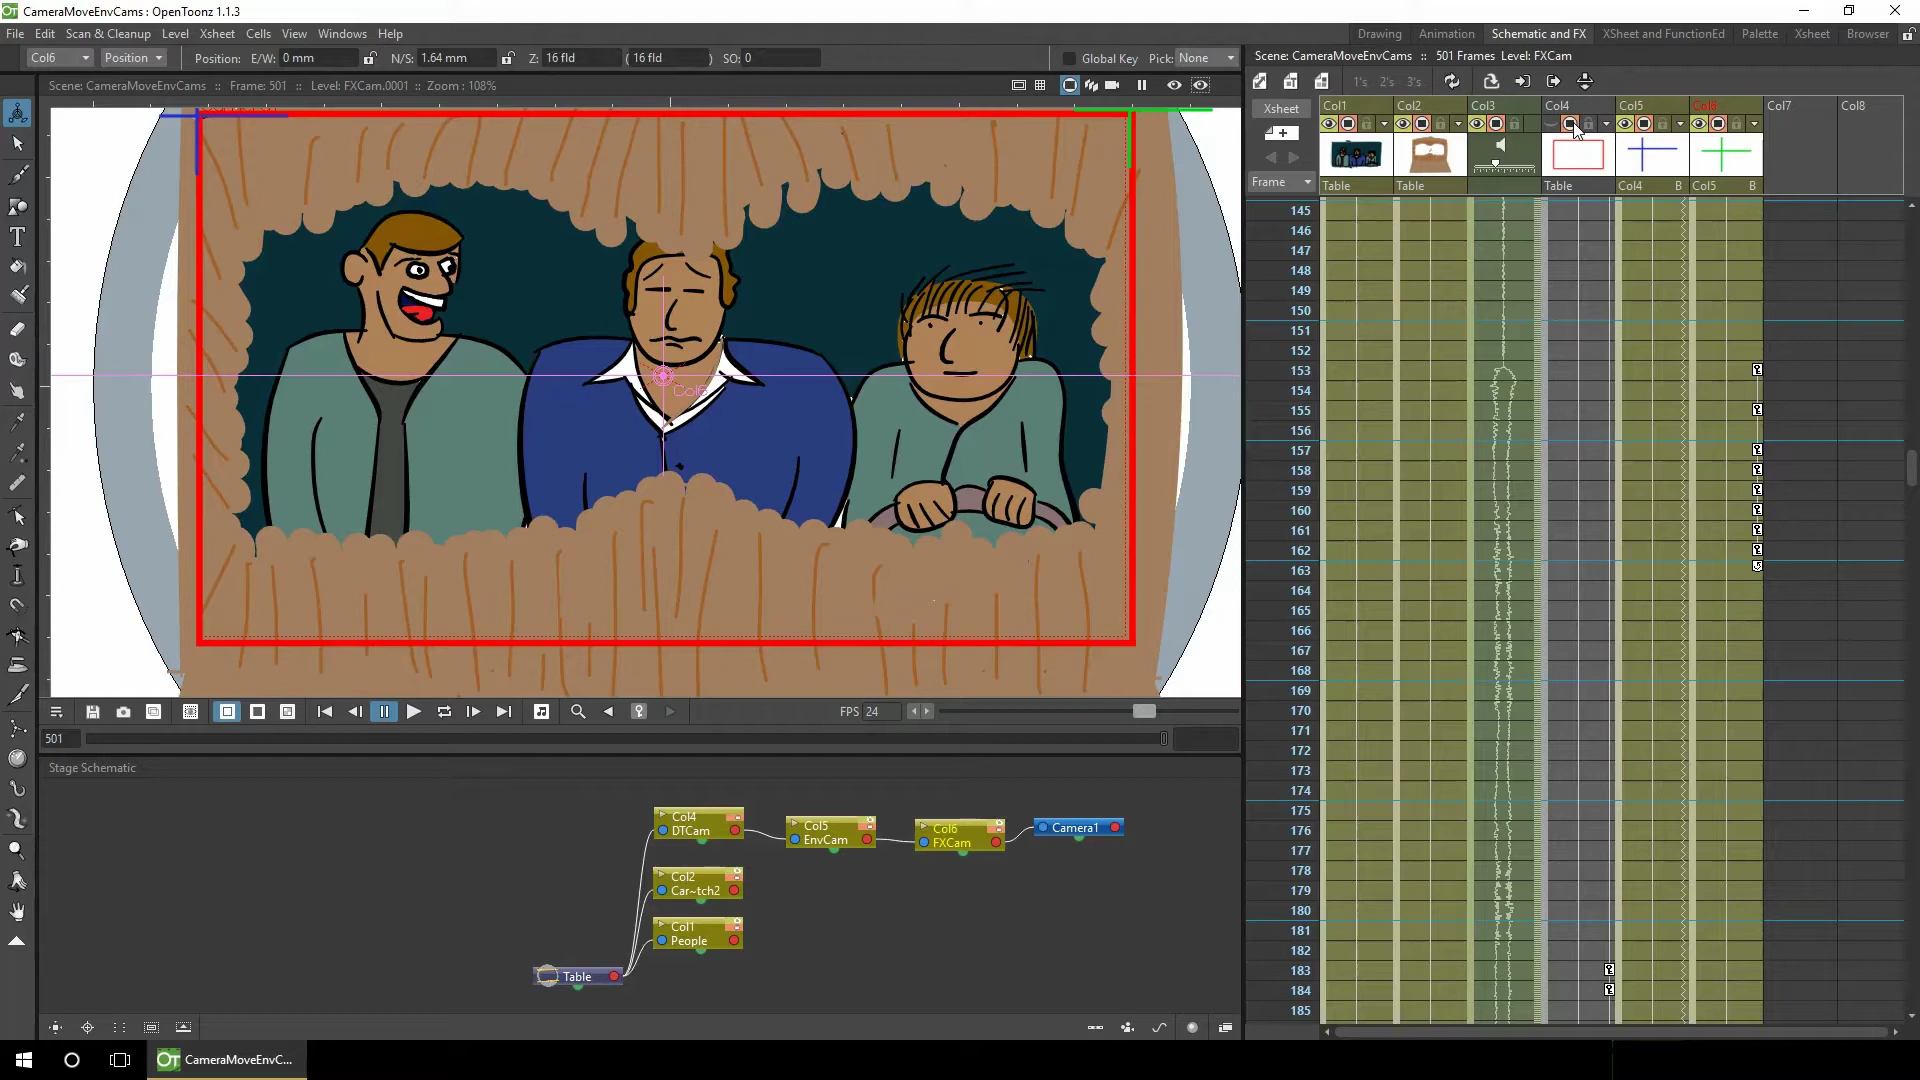 CameraMoveEnvCams : OpenToonz 1.1.3
File Edit Scan & Cleanup Level Xsheet Cells View Windows Help
Drawing Animation Schematic and FX XSheet and FunctionEd Palette Xsheet Browser
Col6 Position Position: E/W: 0 mm N/S: 1.64 mm Z: 16 fld ( 16 fld ) SO: 0 Global Key Pick: None
Scene: CameraMoveEnvCams :: 501 Frames Level: FXCam
Scene: CameraMoveEnvCams :: Frame: 501 :: Level: FXCam.0001 :: Zoom : 108%
1's 2's 3's
Xsheet Col1 Col2 Col3 Col4 Col5 Col6 Col7 Col8
Frame Table Table Table Col4 B Col5 B
145
146
147
148
149
150
151
152
153
154
155
156
157
158
159
160
161
162
163
164
165
166
167
168
169
170
171
172
173
174
175
176
177
178
179
180
181
182
183
184
185
Col6
FPS 24
501
Stage Schematic
Col4
DTCam
Col5
EnvCam
Col6
FXCam
Camera1
Col2
Car~tch2
Col1
People
Table
CameraMoveEnvC...